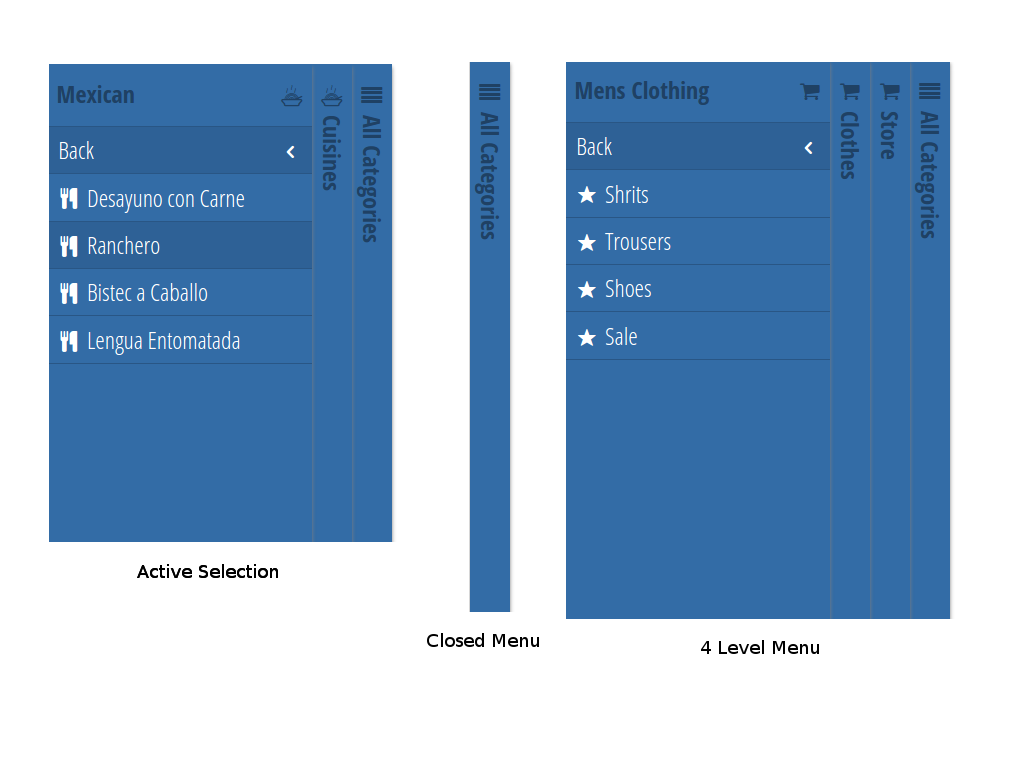 Mexican
Back
Desayuno con Carne
Ranchero
Bistec a Caballo
Lengua Entomatada
Cuisines
All Categories
Active Selection
All Categories
Closed Menu
Mens Clothing
Back
Shrits
Trousers
Shoes
Sale
Clothes
Store
All Categories
4 Level Menu